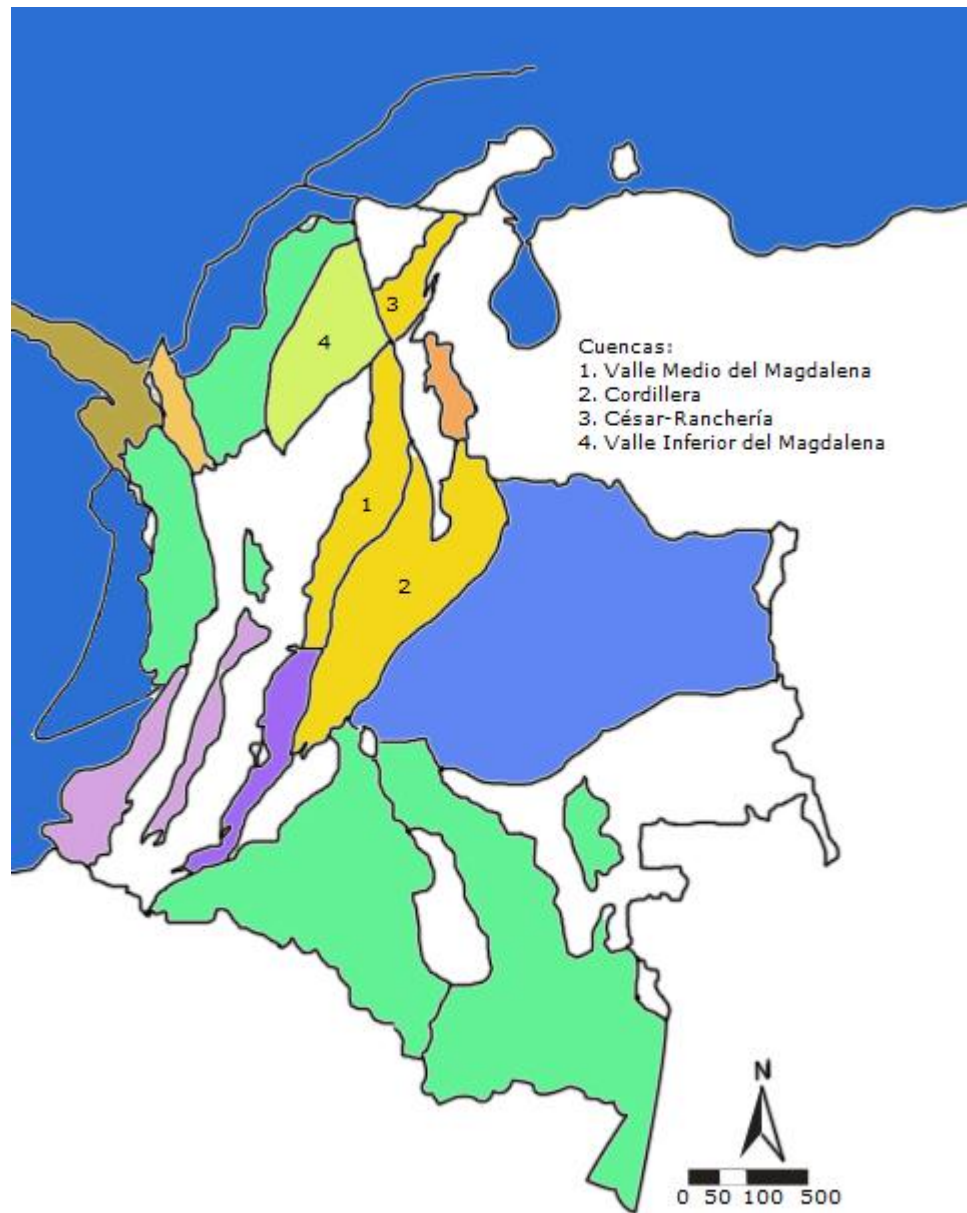 3
4
Cuencas:
1. Valle Medio del Magdalena
2. Cordillera
3. César-Ranchería
4. Valle Inferior del Magdalena
1
2
N
0 50 100 500